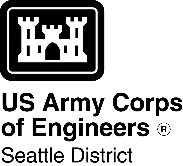 US Army Corps
of Engineers ®
Seattle District